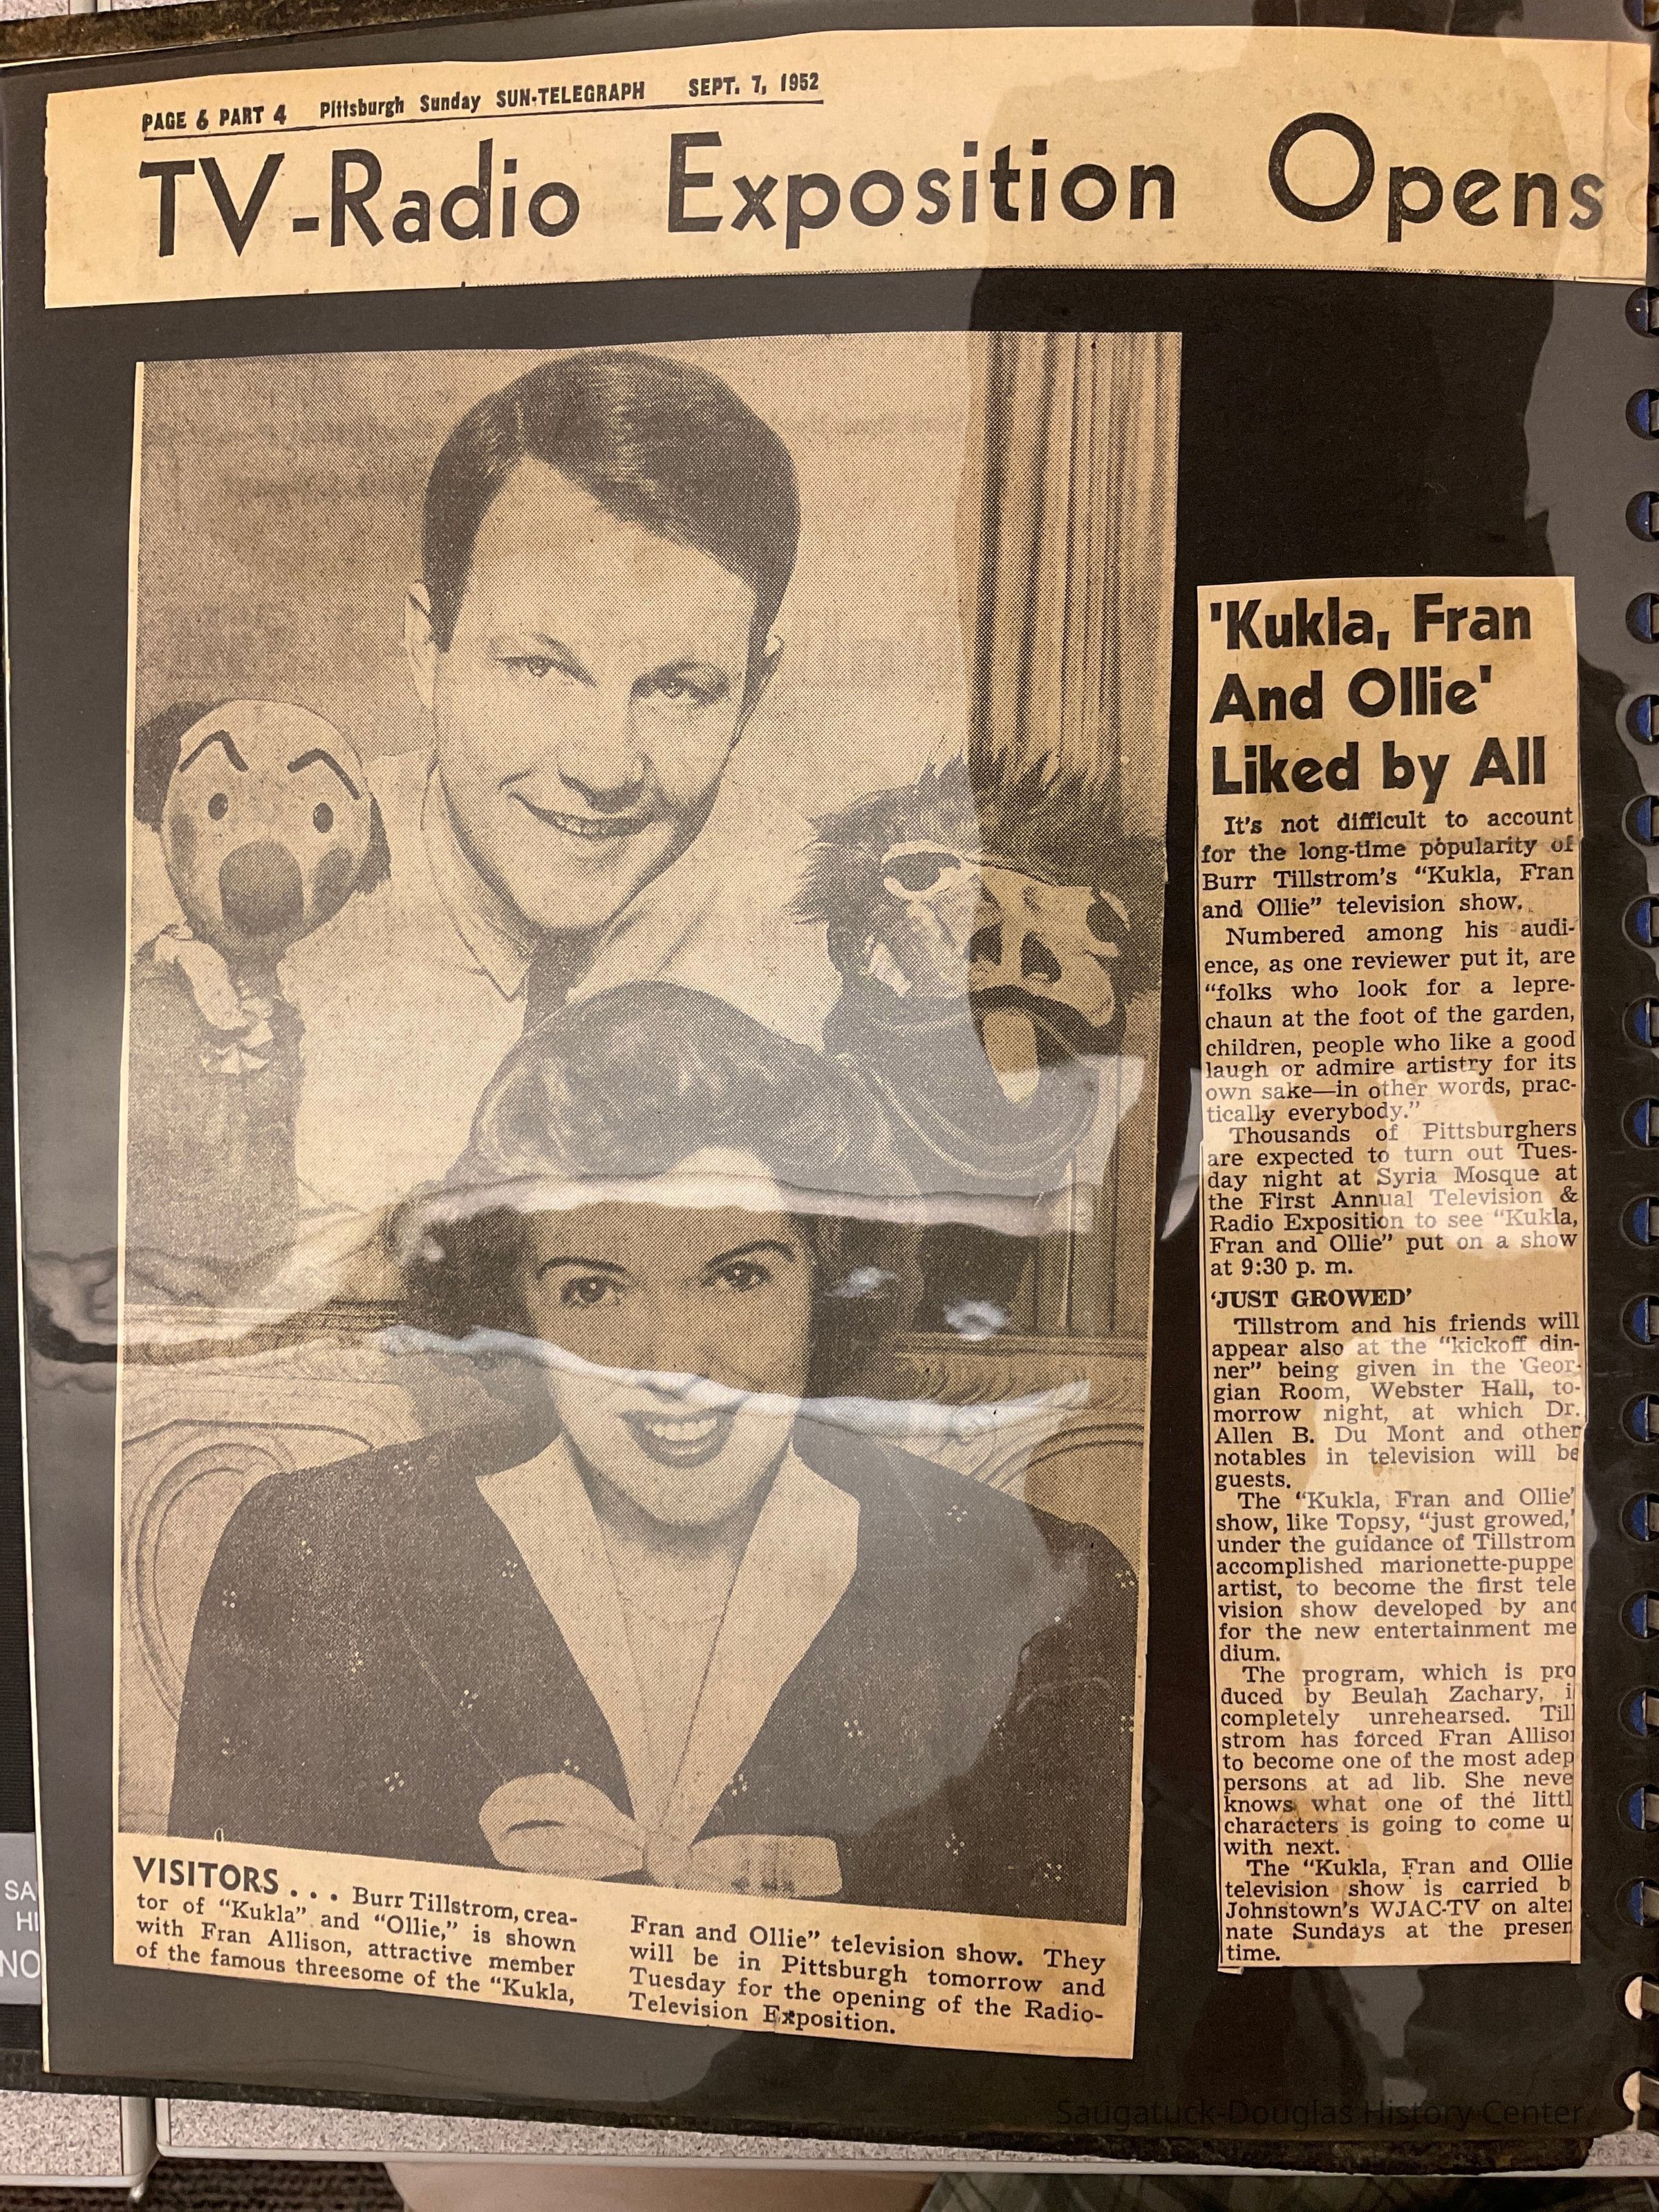 PAGE 6 PART 4 Pittsburgh Sunday SUN-TELEGRAPH SEPT. 7, 1952
TV-Radio Exposition Opens
'Kukla, Fran
And Ollie'
Liked by All
It's not difficult to account
for the long-time popularity of
Burr Tillstrom's "Kukla, Fran
and Ollie" television show.
Numbered among his audi-
ence, as one reviewer put it, are
"folks who look for a lepre-
chaun at the foot of the garden,
children, people who like a good
laugh or admire artistry for its
own sake—in other words, prac-
tically everybody."
Thousands of Pittsburghers
are expected to turn out Tues-
day night at Syria Mosque at
the First Annual Television &
Radio Exposition to see "Kukla,
Fran and Ollie" put on a show
at 9:30 p. m.
'JUST GROWED'
Tillstrom and his friends will
appear also at the "kickoff din-
ner" being given in the Geor-
gian Room, Webster Hall, to-
morrow night, at which Dr.
Allen B. Du Mont and other
notables in television will be
guests.
The "Kukla, Fran and Ollie'
show, like Topsy, "just growed,'
under the guidance of Tillstrom
accomplished marionette-puppe
artist, to become the first tele
vision show developed by and
for the new entertainment me
dium.
The program, which is pro
duced by Beulah Zachary, i
completely unrehearsed. Till
strom has forced Fran Alliso
to become one of the most adep
persons at ad lib. She neve
knows what one of the littl
characters is going to come u
with next.
The "Kukla, Fran and Ollie
television show is carried b
Johnstown's WJAC-TV on alte
nate Sundays at the presen
time.
VISITORS . . . Burr Tillstrom, crea-
tor of "Kukla" and "Ollie," is shown
with Fran Allison, attractive member
of the famous threesome of the "Kukla,
Fran and Ollie" television show. They
will be in Pittsburgh tomorrow and
Tuesday for the opening of the Radio-
Television Exposition.
SA
HI
NO
Saugatuck-Douglas History Center